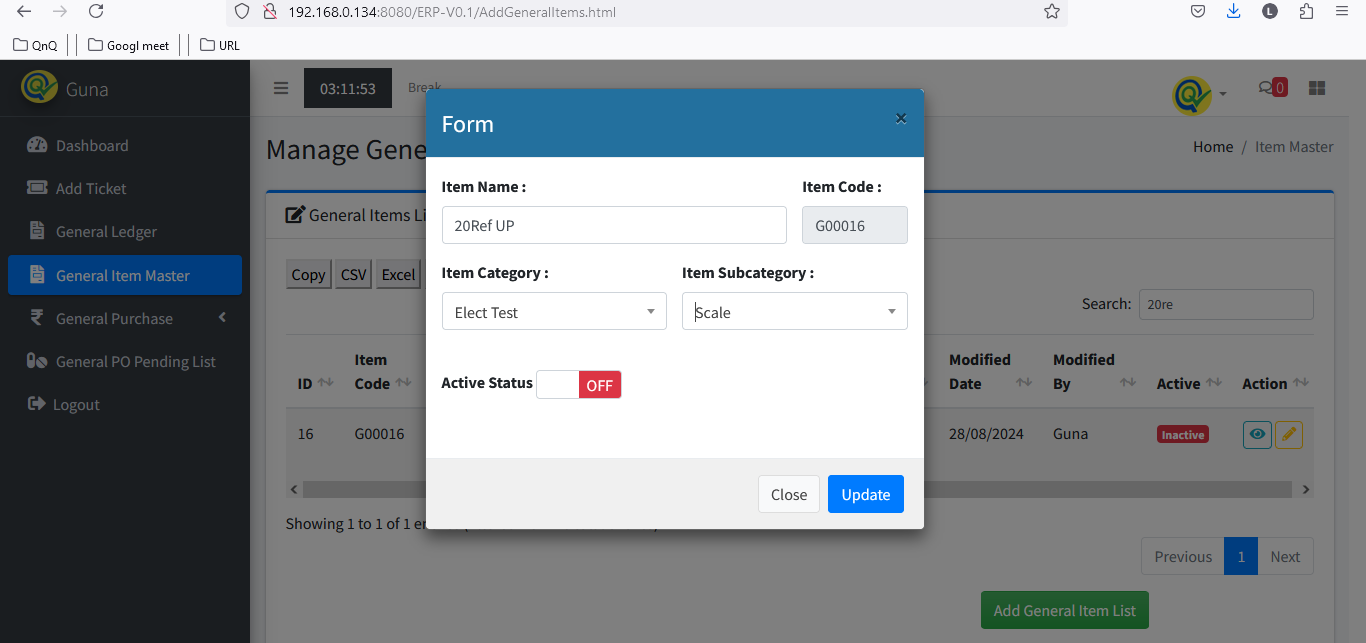 192.168.0.134:8080/ERP-V0.1/AddGeneralItems.html
L
QnQ
Googl meet
URL
Guna
03:11:53
Break
0
Dashboard
Add Ticket
General Ledger
General Item Master
General Purchase
General PO Pending List
Logout
Manage Gene
Home / Item Master
General Items Li
Copy
CSV
Excel
Search: 20re
ID
Item Code
Modified Date
Modified By
Active
Action
16
G00016
28/08/2024
Guna
Inactive
Showing 1 to 1 of 1 e
Previous
1
Next
Add General Item List
Form
×
Item Name :
Item Code :
20Ref UP
G00016
Item Category :
Item Subcategory :
Elect Test
Scale
Active Status
OFF
Close
Update